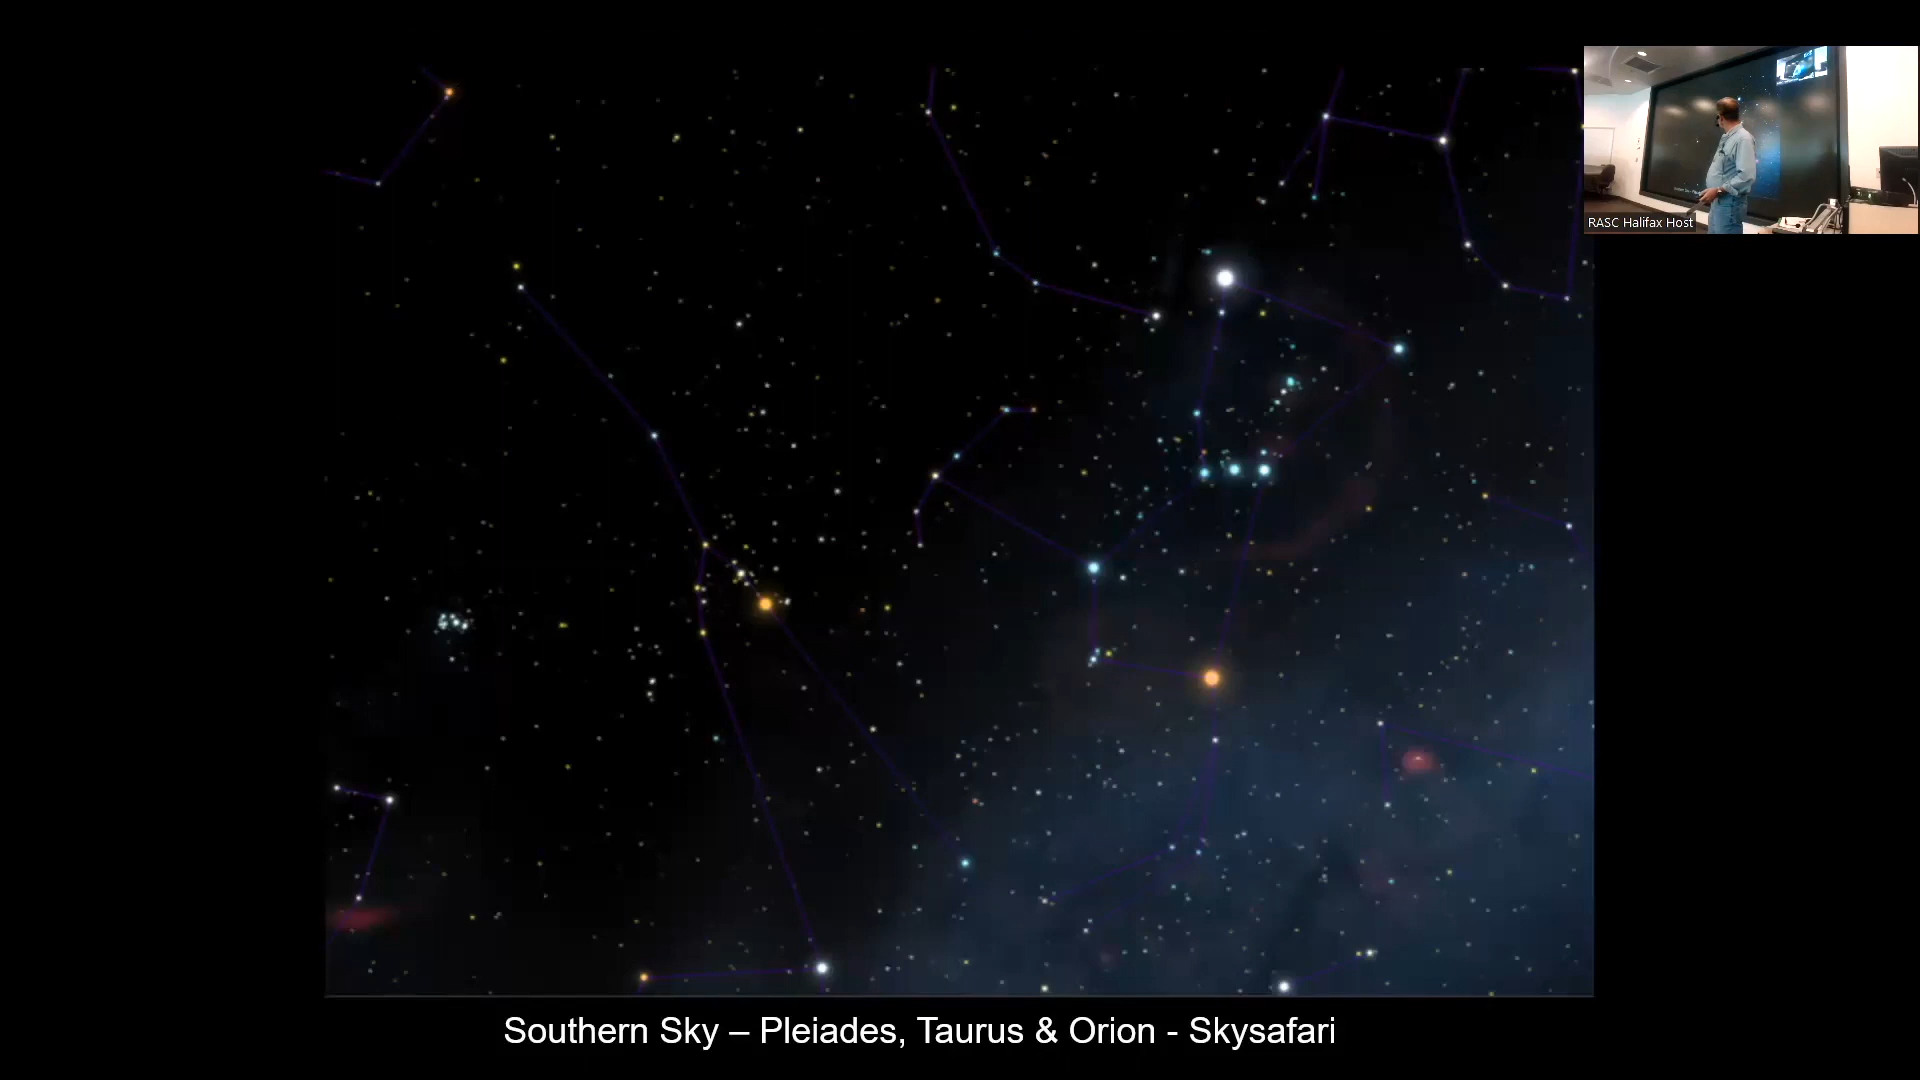 RASC Halifax Host
Southern Sky – Pleiades, Taurus & Orion - Skysafari